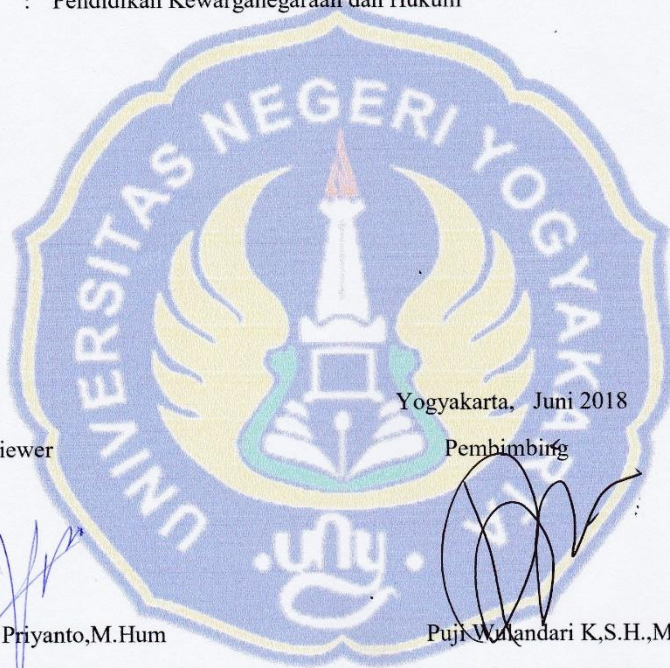 : Pendidikan Kewarganegaraan dan Hukum
UNIVERSITAS NEGERI YOGYAKARTA
Yogyakarta, Juni 2018
iewer
Pembimbing
uny
Priyanto,M.Hum
Puji Wulandari K,S.H.,M